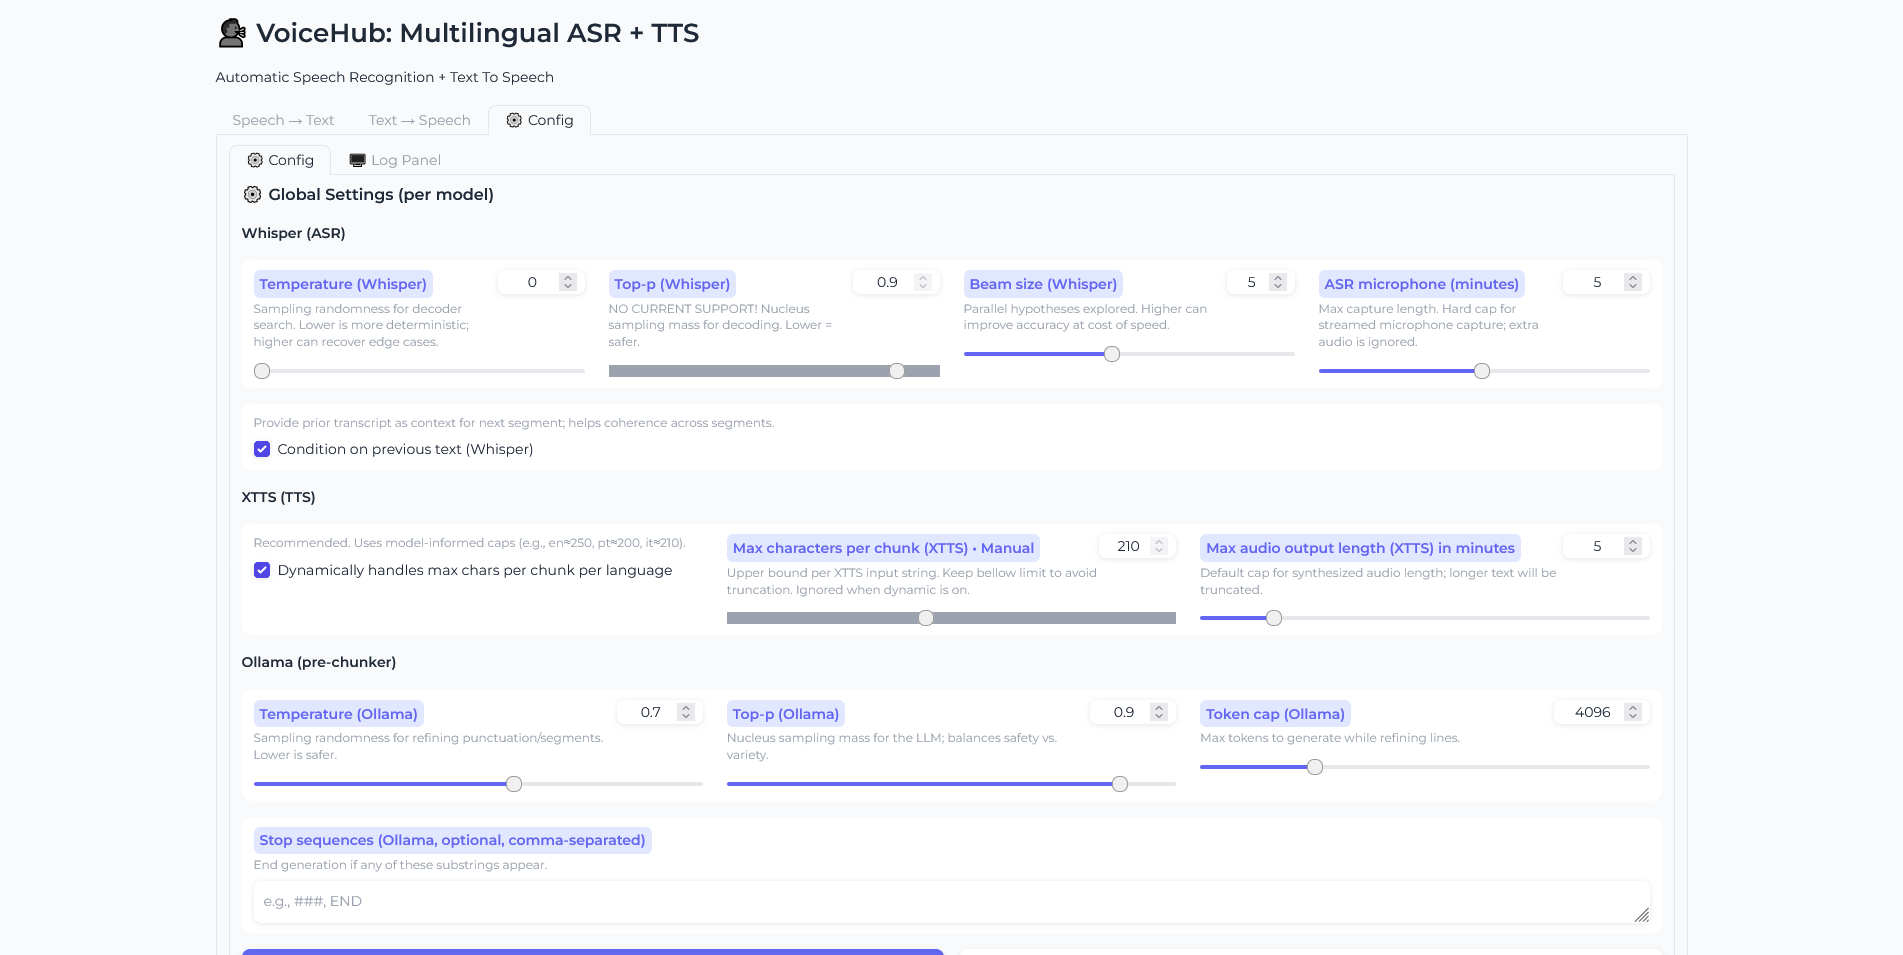 VoiceHub: Multilingual ASR + TTS
Automatic Speech Recognition + Text To Speech
Speech → Text
Text → Speech
Config
Config
Log Panel
Global Settings (per model)
Whisper (ASR)
Temperature (Whisper)
0
Sampling randomness for decoder
search. Lower is more deterministic;
higher can recover edge cases.
Top-p (Whisper)
0.9
NO CURRENT SUPPORT! Nucleus
sampling mass for decoding. Lower =
safer.
Beam size (Whisper)
5
Parallel hypotheses explored. Higher can
improve accuracy at cost of speed.
ASR microphone (minutes)
5
Max capture length. Hard cap for
streamed microphone capture; extra
audio is ignored.
Provide prior transcript as context for next segment; helps coherence across segments.
Condition on previous text (Whisper)
XTTS (TTS)
Recommended. Uses model-informed caps (e.g., en≈250, pt≈200, it≈210).
Dynamically handles max chars per chunk per language
Max characters per chunk (XTTS) • Manual
210
Upper bound per XTTS input string. Keep bellow limit to avoid
truncation. Ignored when dynamic is on.
Max audio output length (XTTS) in minutes
5
Default cap for synthesized audio length; longer text will be
truncated.
Ollama (pre-chunker)
Temperature (Ollama)
0.7
Sampling randomness for refining punctuation/segments.
Lower is safer.
Top-p (Ollama)
0.9
Nucleus sampling mass for the LLM; balances safety vs.
variety.
Token cap (Ollama)
4096
Max tokens to generate while refining lines.
Stop sequences (Ollama, optional, comma-separated)
End generation if any of these substrings appear.
e.g., ###, END